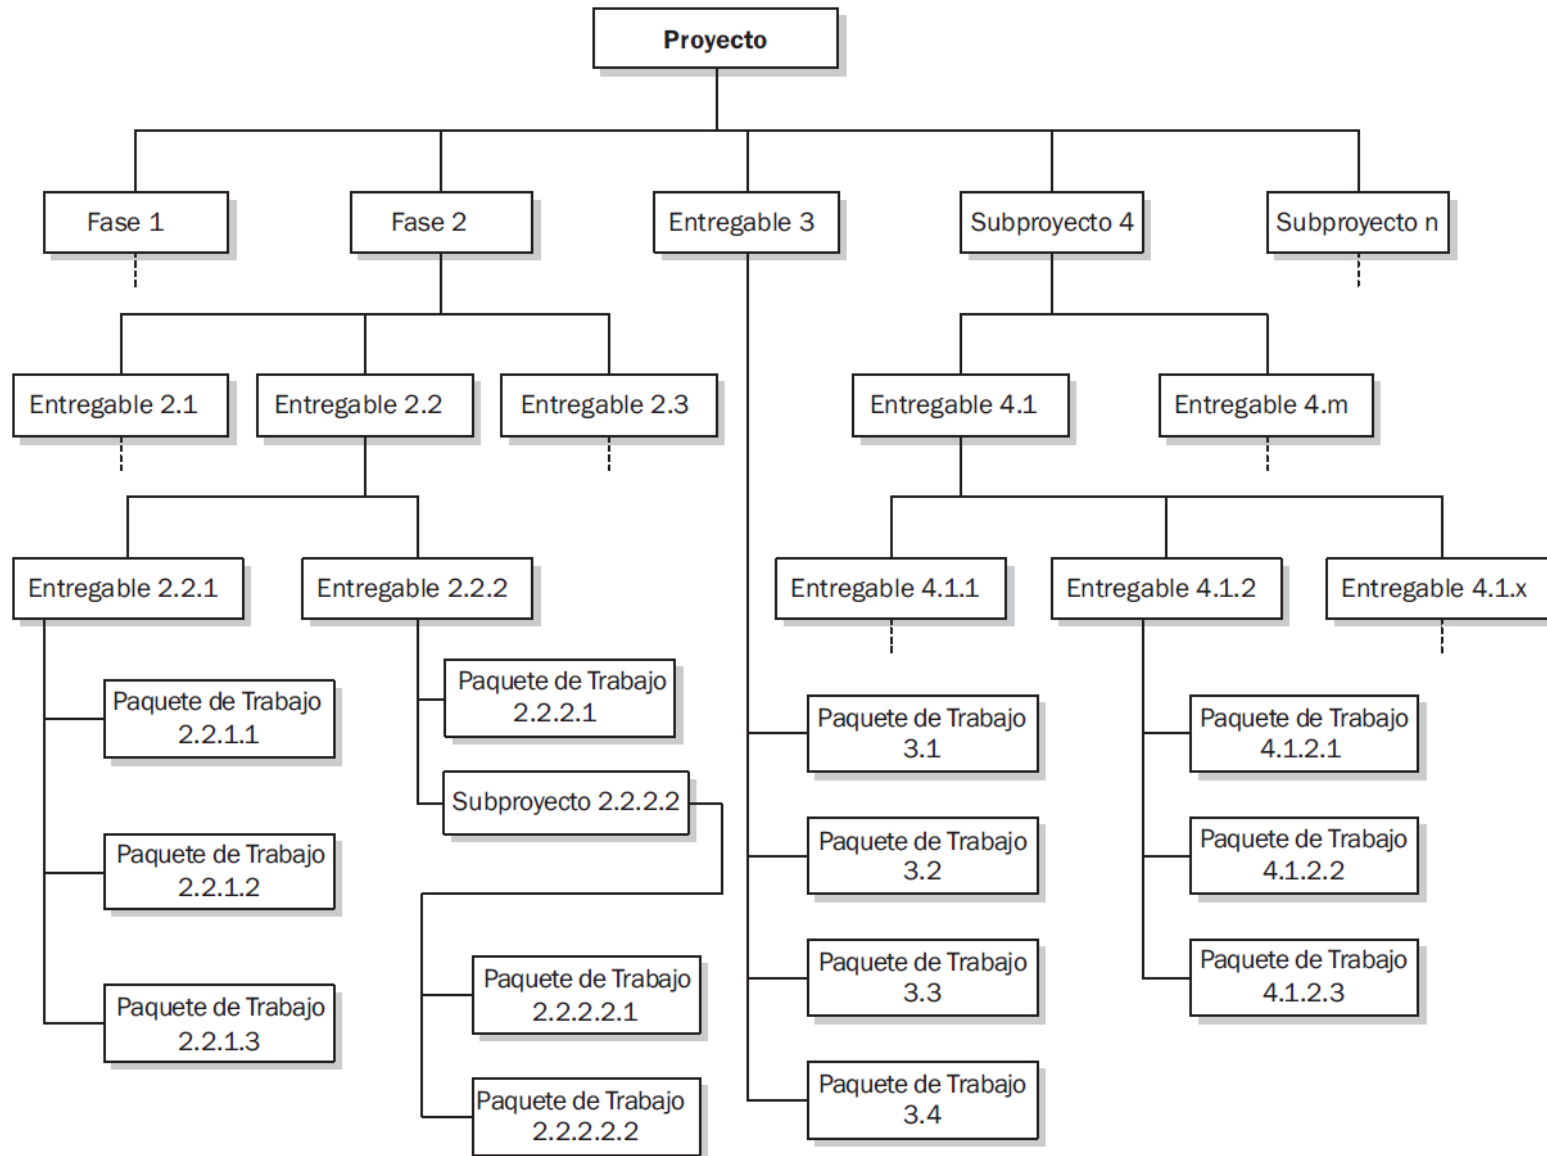 Proyecto
Fase 1
Fase 2
Entregable 3
Subproyecto 4
Subproyecto n
Entregable 2.1
Entregable 2.2
Entregable 2.3
Entregable 4.1
Entregable 4.m
Entregable 2.2.1
Entregable 2.2.2
Entregable 4.1.1
Entregable 4.1.2
Entregable 4.1.x
Paquete de Trabajo
2.2.1.1
Paquete de Trabajo
2.2.1.2
Paquete de Trabajo
2.2.1.3
Paquete de Trabajo
2.2.2.1
Subproyecto 2.2.2.2
Paquete de Trabajo
2.2.2.2.1
Paquete de Trabajo
2.2.2.2.2
Paquete de Trabajo
3.1
Paquete de Trabajo
3.2
Paquete de Trabajo
3.3
Paquete de Trabajo
3.4
Paquete de Trabajo
4.1.2.1
Paquete de Trabajo
4.1.2.2
Paquete de Trabajo
4.1.2.3